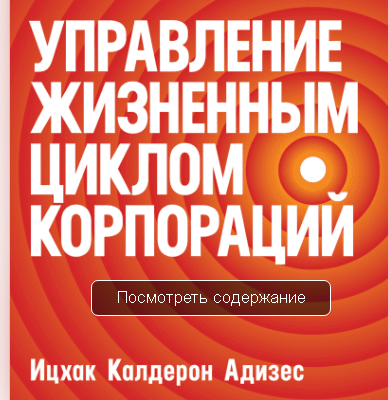 УПРАВЛЕНИЕ
ЖИЗНЕННЫМ
ЦИКЛОМ
КОРПОРАЦИЙ
Посмотреть содержание
Ицхак Калдерон Адизес